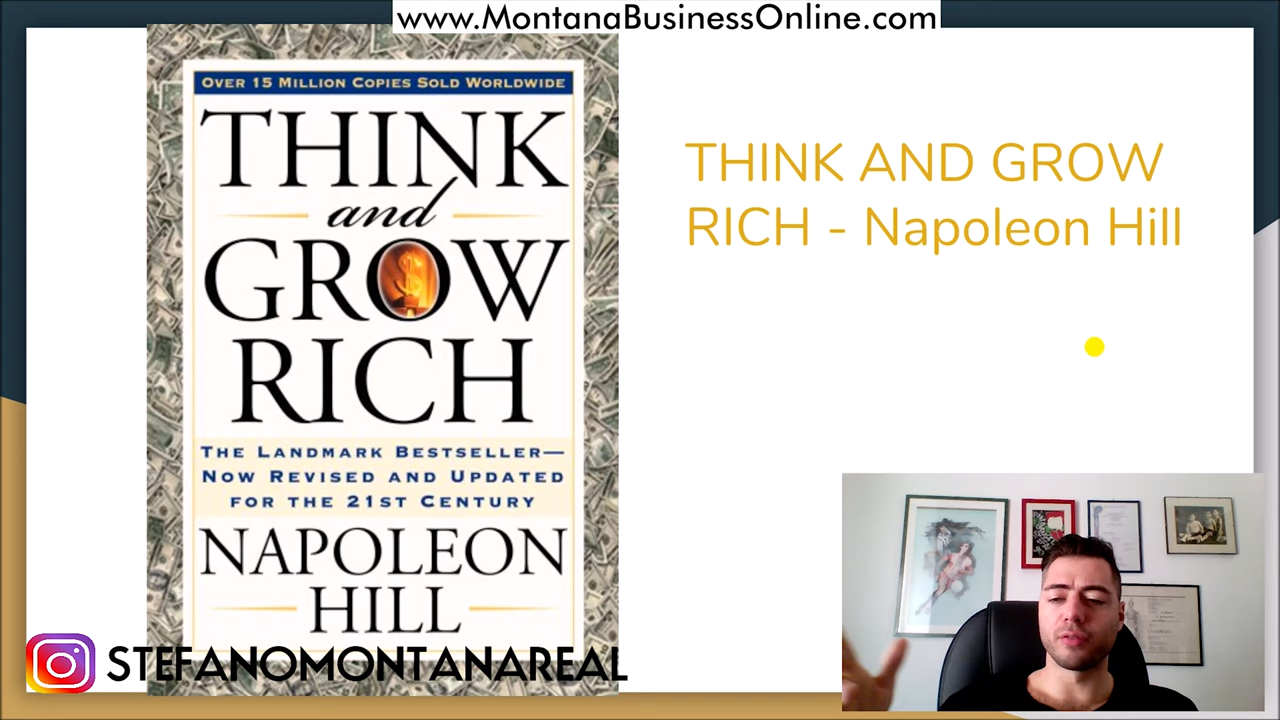 www.MontanaBusinessOnline.com
OVER 15 MILLION COPIES SOLD WORLDWIDE
THINK
and
GROW
RICH
THE LANDMARK BESTSELLER—
NOW REVISED AND UPDATED
FOR THE 21ST CENTURY
NAPOLEON
HILL
THINK AND GROW
RICH - Napoleon Hill
STEFANOMONTANAREAL